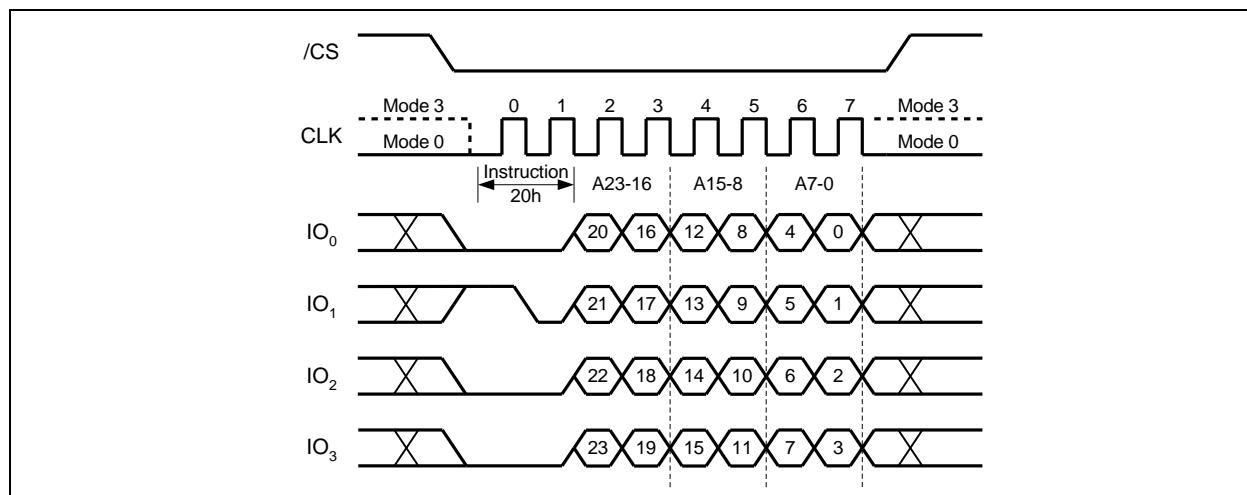 /CS
Mode 3 0 1 2 3 4 5 6 7 Mode 3
CLK
Mode 0 Mode 0
Instruction
20h
A23-16 A15-8 A7-0
IO0 20 16 12 8 4 0
IO1 21 17 13 9 5 1
IO2 22 18 14 10 6 2
IO3 23 19 15 11 7 3